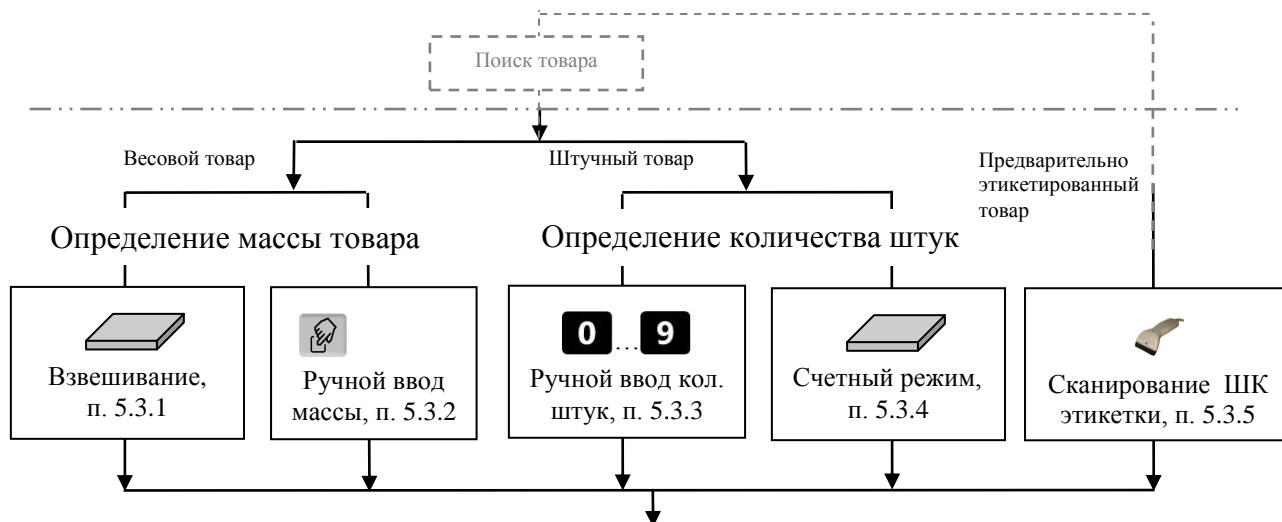 Поиск товара
Весовой товар
Штучный товар
Предварительно
этикетированный
товар
Определение массы товара
Определение количества штук
Взвешивание,
п. 5.3.1
Ручной ввод
массы, п. 5.3.2
0...9
Ручной ввод кол.
штук, п. 5.3.3
Счетный режим,
п. 5.3.4
Сканирование ШК
этикетки, п. 5.3.5